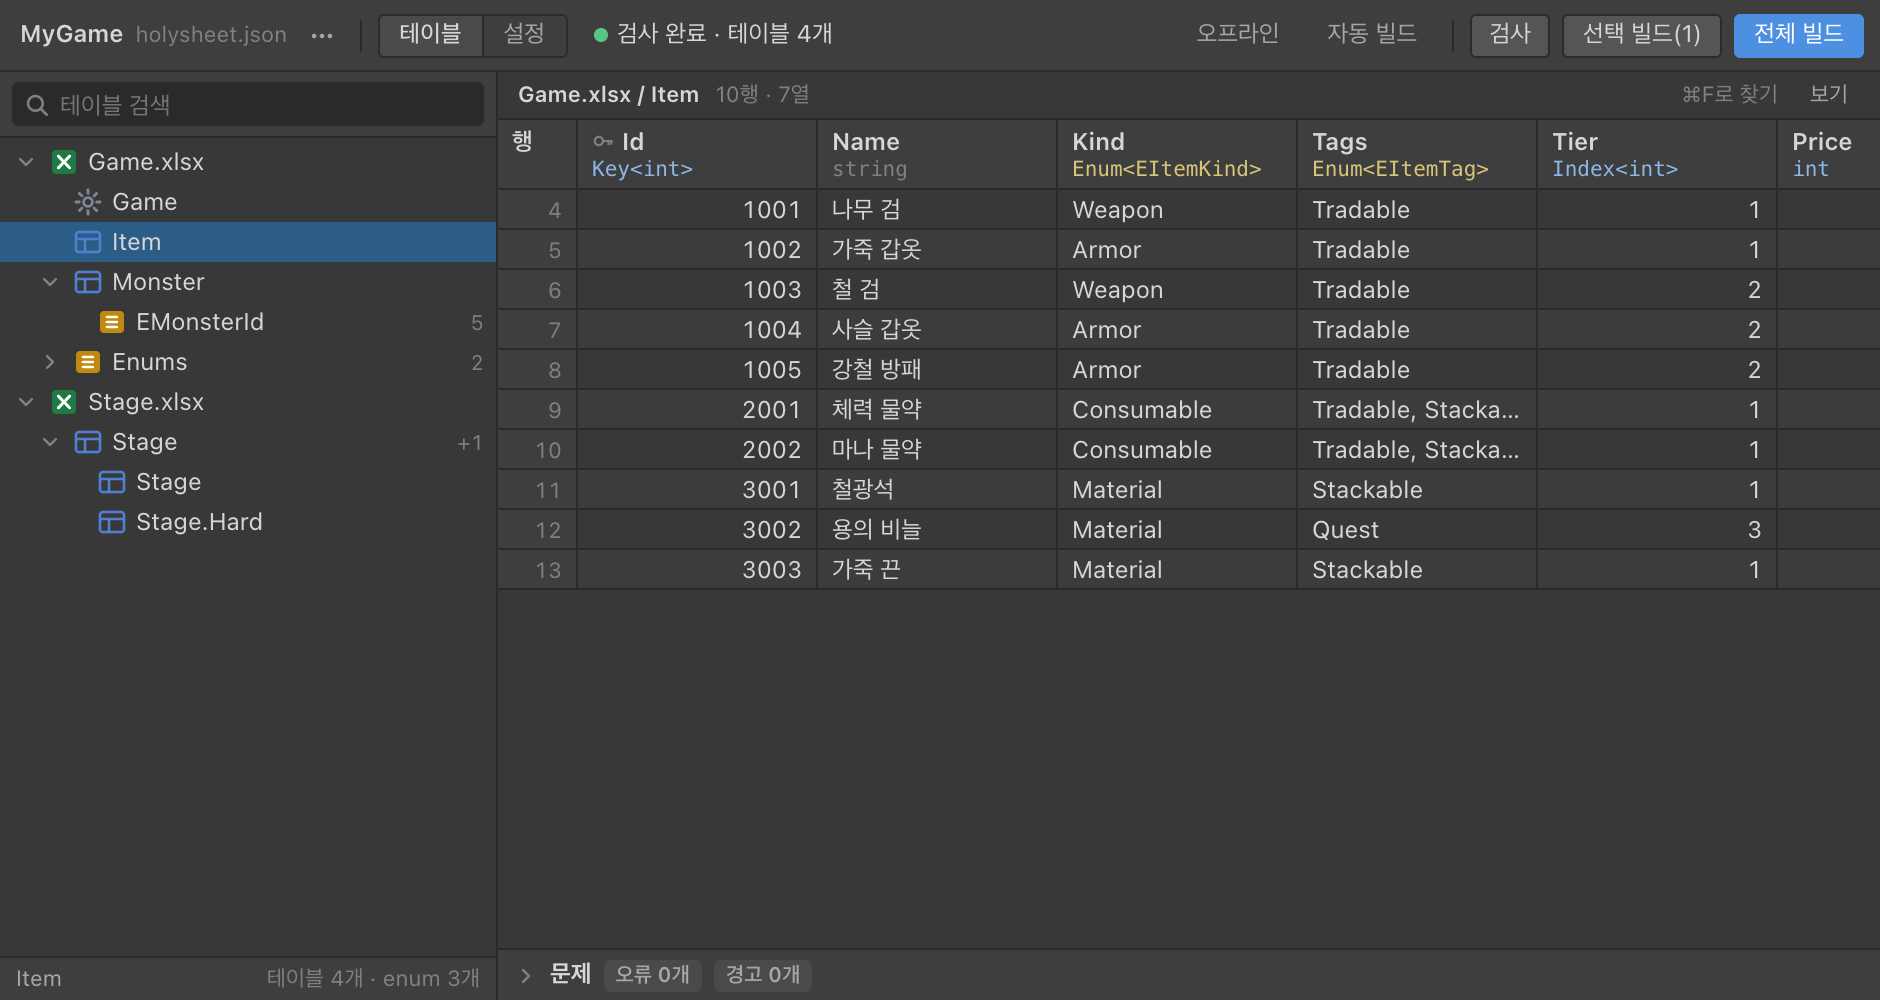 MyGame holysheet.json ••• 테이블 설정 검사 완료 · 테이블 4개 오프라인 자동 빌드 검사 선택 빌드(1) 전체 빌드
테이블 검색
Game.xlsx
Game
Item
Monster
EMonsterId 5
Enums 2
Stage.xlsx
Stage +1
Stage
Stage.Hard
Item 테이블 4개 · enum 3개
Game.xlsx / Item 10행 · 7열 ⌘F로 찾기 보기
행 Id Name Kind Tags Tier Price
Key<int> string Enum<EItemKind> Enum<EItemTag> Index<int> int
4 1001 나무 검 Weapon Tradable 1
5 1002 가죽 갑옷 Armor Tradable 1
6 1003 철 검 Weapon Tradable 2
7 1004 사슬 갑옷 Armor Tradable 2
8 1005 강철 방패 Armor Tradable 2
9 2001 체력 물약 Consumable Tradable, Stacka... 1
10 2002 마나 물약 Consumable Tradable, Stacka... 1
11 3001 철광석 Material Stackable 1
12 3002 용의 비늘 Material Quest 3
13 3003 가죽 끈 Material Stackable 1
문제 오류 0개 경고 0개